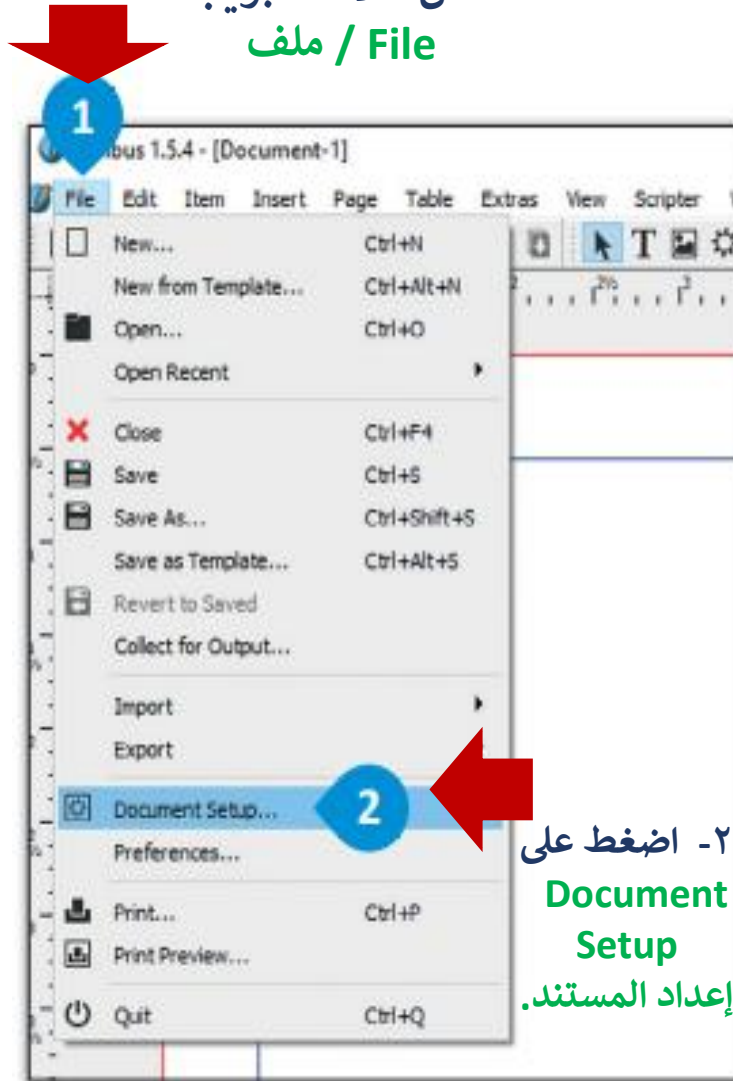 File / ملف
1
bus 1.5.4 - [Document-1]
File Edit Item Insert Page Table Extras View Scripter
New... Ctrl+N
New from Template... Ctrl+Alt+N
Open... Ctrl+O
Open Recent
Close Ctrl+F4
Save Ctrl+S
Save As... Ctrl+Shift+S
Save as Template... Ctrl+Alt+S
Revert to Saved
Collect for Output...
Import
Export
Document Setup... 2
Preferences...
Print... Ctrl+P
Print Preview...
Quit Ctrl+Q
٢- اضغط على
Document
Setup
إعداد المستند.